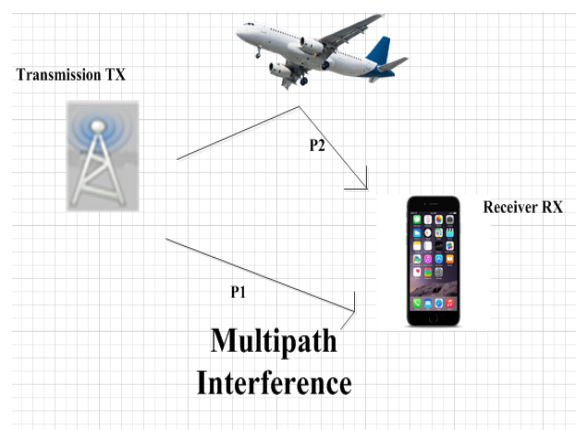 Transmission TX
P2
Receiver RX
P1
Multipath
Interference